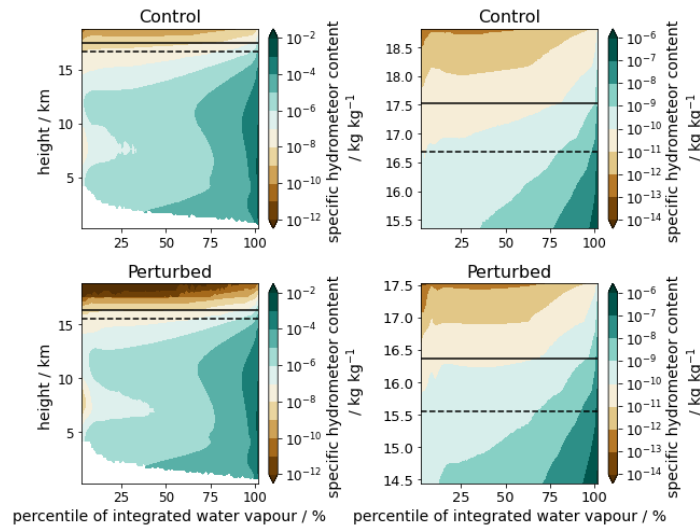 Control
height / km
15
10
5
25 50 75 100
10⁻²
10⁻⁴
10⁻⁶
10⁻⁸
10⁻¹⁰
10⁻¹²
specific hydrometeor content
/ kg kg⁻¹
Control
18.5
18.0
17.5
17.0
16.5
16.0
15.5
25 50 75 100
10⁻⁶
10⁻⁷
10⁻⁸
10⁻⁹
10⁻¹⁰
10⁻¹¹
10⁻¹²
10⁻¹³
10⁻¹⁴
specific hydrometeor content
/ kg kg⁻¹
Perturbed
height / km
15
10
5
25 50 75 100
percentile of integrated water vapour / %
10⁻²
10⁻⁴
10⁻⁶
10⁻⁸
10⁻¹⁰
10⁻¹²
specific hydrometeor content
/ kg kg⁻¹
Perturbed
17.5
17.0
16.5
16.0
15.5
15.0
14.5
25 50 75 100
percentile of integrated water vapour / %
10⁻⁶
10⁻⁷
10⁻⁸
10⁻⁹
10⁻¹⁰
10⁻¹¹
10⁻¹²
10⁻¹³
10⁻¹⁴
specific hydrometeor content
/ kg kg⁻¹